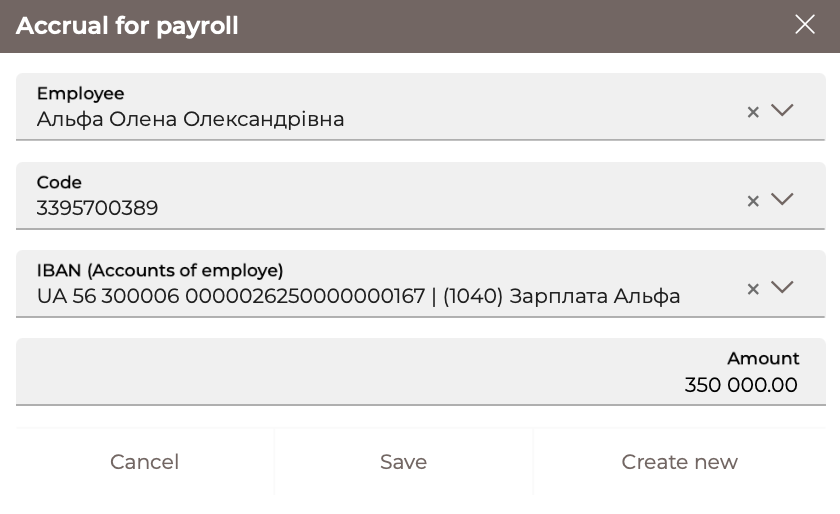 Accrual for payroll
Employee
Альфа Олена Олександрівна
Code
3395700389
IBAN (Accounts of employe)
UA 56 300006 0000026250000000167 | (1040) Зарплата Альфа
Amount
350 000.00
Cancel Save Create new